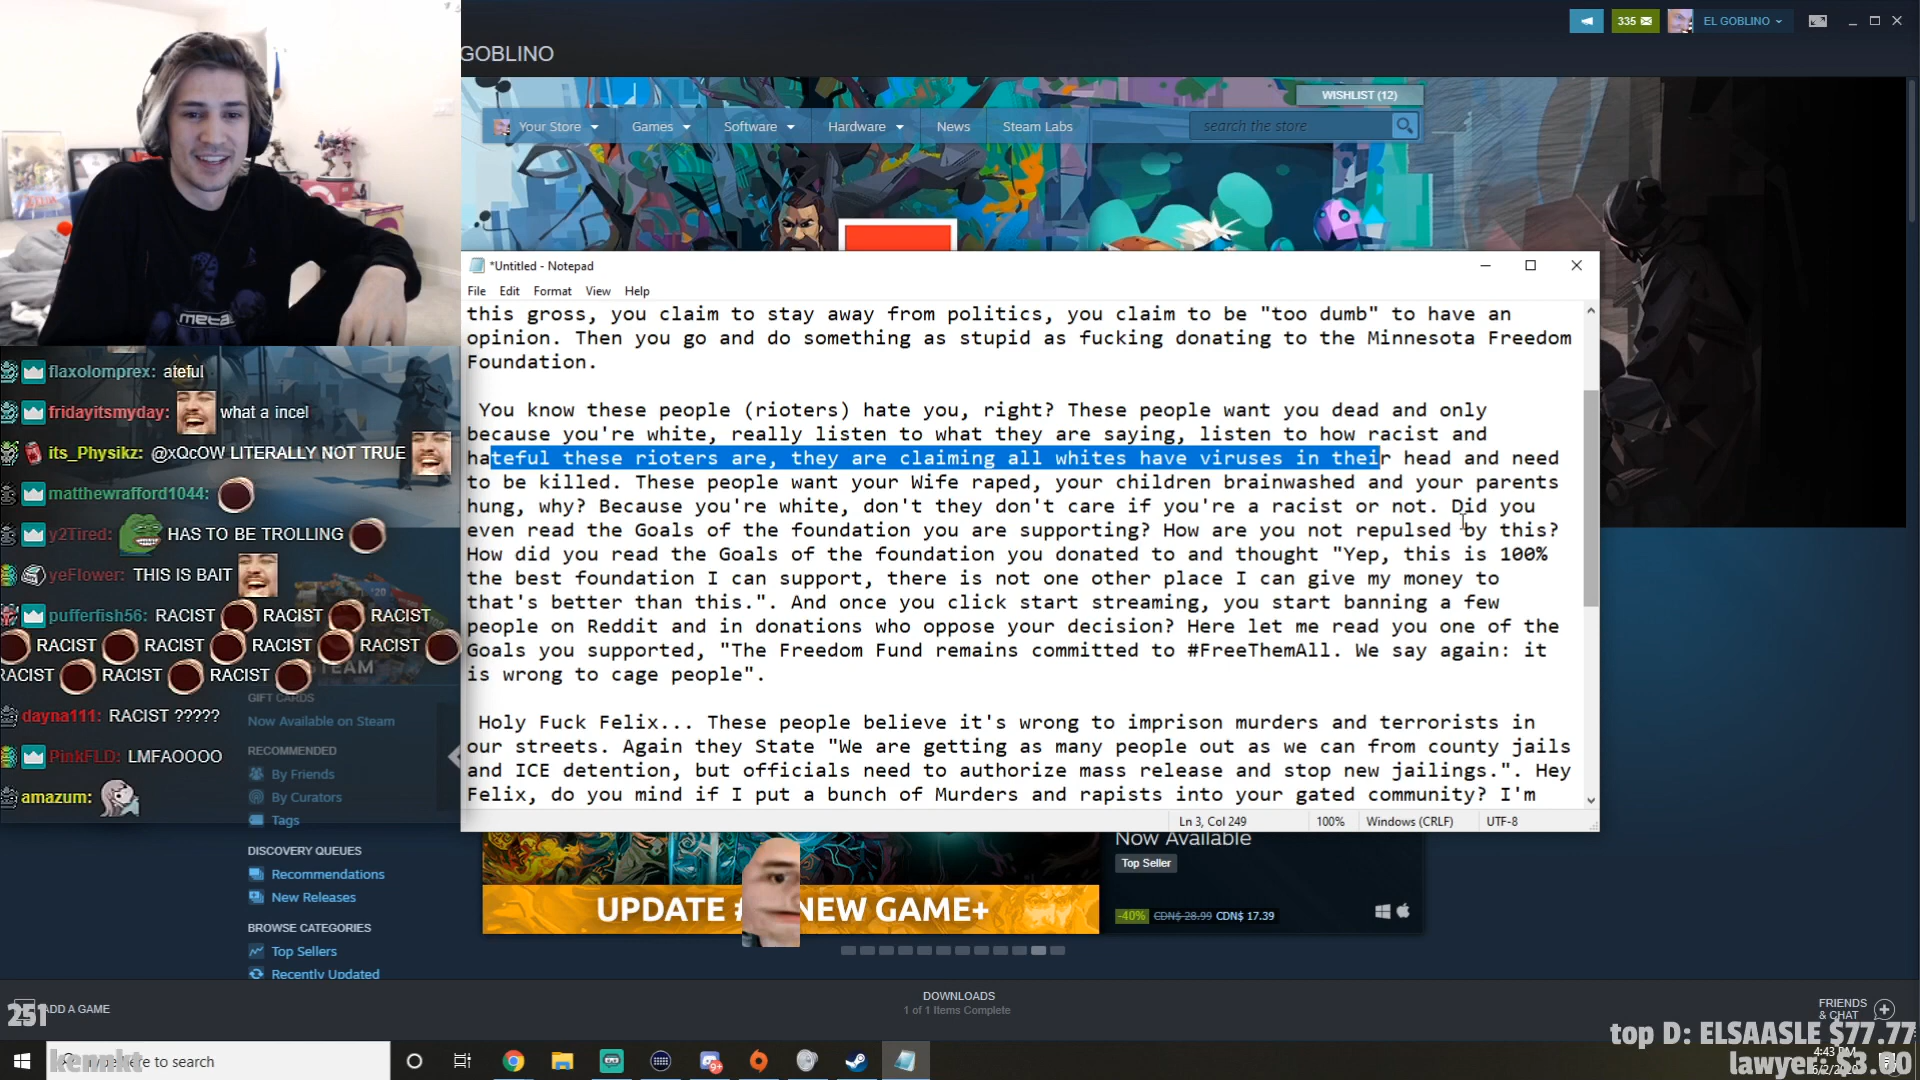 335
EL GOBLINO
GOBLINO
WISHLIST (12)
Your Store
Games
Software
Hardware
News
Steam Labs
search the store
*Untitled - Notepad
File Edit Format View Help
this gross, you claim to stay away from politics, you claim to be "too dumb" to have an
opinion. Then you go and do something as stupid as fucking donating to the Minnesota Freedom
Foundation.
You know these people (rioters) hate you, right? These people want you dead and only
because you're white, really listen to what they are saying, listen to how racist and
hateful these rioters are, they are claiming all whites have viruses in their head and need
to be killed. These people want your Wife raped, your children brainwashed and your parents
hung, why? Because you're white, don't they don't care if you're a racist or not. Did you
even read the Goals of the foundation you are supporting? How are you not repulsed by this?
How did you read the Goals of the foundation you donated to and thought "Yep, this is 100%
the best foundation I can support, there is not one other place I can give my money to
that's better than this.". And once you click start streaming, you start banning a few
people on Reddit and in donations who oppose your decision? Here let me read you one of the
Goals you supported, "The Freedom Fund remains committed to #FreeThemAll. We say again: it
is wrong to cage people".
Holy Fuck Felix... These people believe it's wrong to imprison murders and terrorists in
our streets. Again they State "We are getting as many people out as we can from county jails
and ICE detention, but officials need to authorize mass release and stop new jailings.". Hey
Felix, do you mind if I put a bunch of Murders and rapists into your gated community? I'm
Ln 3, Col 249
100%
Windows (CRLF)
UTF-8
flaxolomprex: ateful
fridayitsmyday: what a incel
its_Physikz: @xQcOW LITERALLY NOT TRUE
matthewrafford1044:
y2Tired: HAS TO BE TROLLING
yeFlower: THIS IS BAIT
pufferfish56: RACIST RACIST RACIST
RACIST RACIST RACIST RACIST
RACIST RACIST RACIST
dayna111: RACIST ?????
PinkFLD: LMFAOOOO
amazum:
STEAM
GIFT CARDS
Now Available on Steam
RECOMMENDED
By Friends
By Curators
Tags
DISCOVERY QUEUES
Recommendations
New Releases
BROWSE CATEGORIES
Top Sellers
Recently Updated
UPDATE # NEW GAME+
Now Available
Top Seller
-40% CDN$ 28.99 CDN$ 17.39
251
ADD A GAME
DOWNLOADS
1 of 1 Items Complete
FRIENDS
& CHAT
top D: ELSAASLE $77.77
lawyer: $3.00
kennkt
here to search
4:43 PM